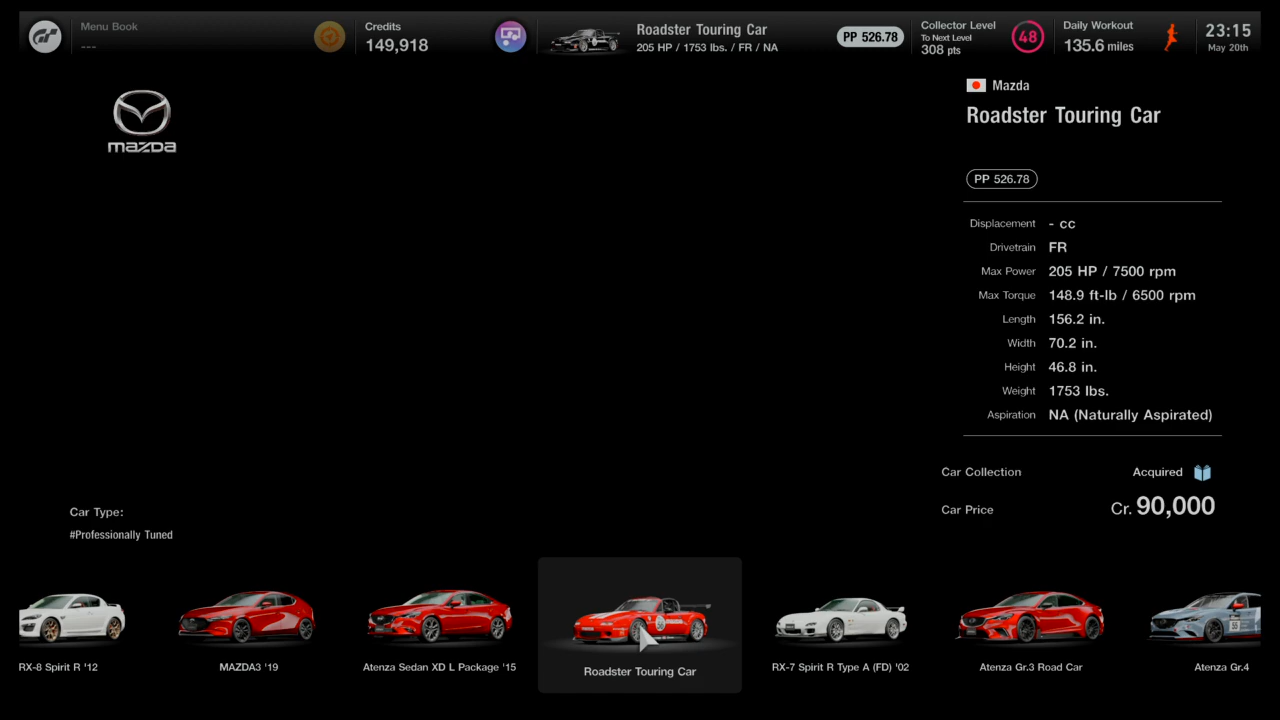 Menu Book
---
Credits
149,918
Roadster Touring Car
205 HP / 1753 lbs. / FR / NA
PP 526.78
Collector Level
To Next Level
308 pts
48
Daily Workout
135.6 miles
23:15
May 20th
mazda
Mazda
Roadster Touring Car
PP 526.78
Displacement - cc
Drivetrain FR
Max Power 205 HP / 7500 rpm
Max Torque 148.9 ft-lb / 6500 rpm
Length 156.2 in.
Width 70.2 in.
Height 46.8 in.
Weight 1753 lbs.
Aspiration NA (Naturally Aspirated)
Car Collection Acquired
Car Price Cr. 90,000
Car Type:
#Professionally Tuned
RX-8 Spirit R '12
MAZDA3 '19
Atenza Sedan XD L Package '15
Roadster Touring Car
RX-7 Spirit R Type A (FD) '02
Atenza Gr.3 Road Car
Atenza Gr.4
55